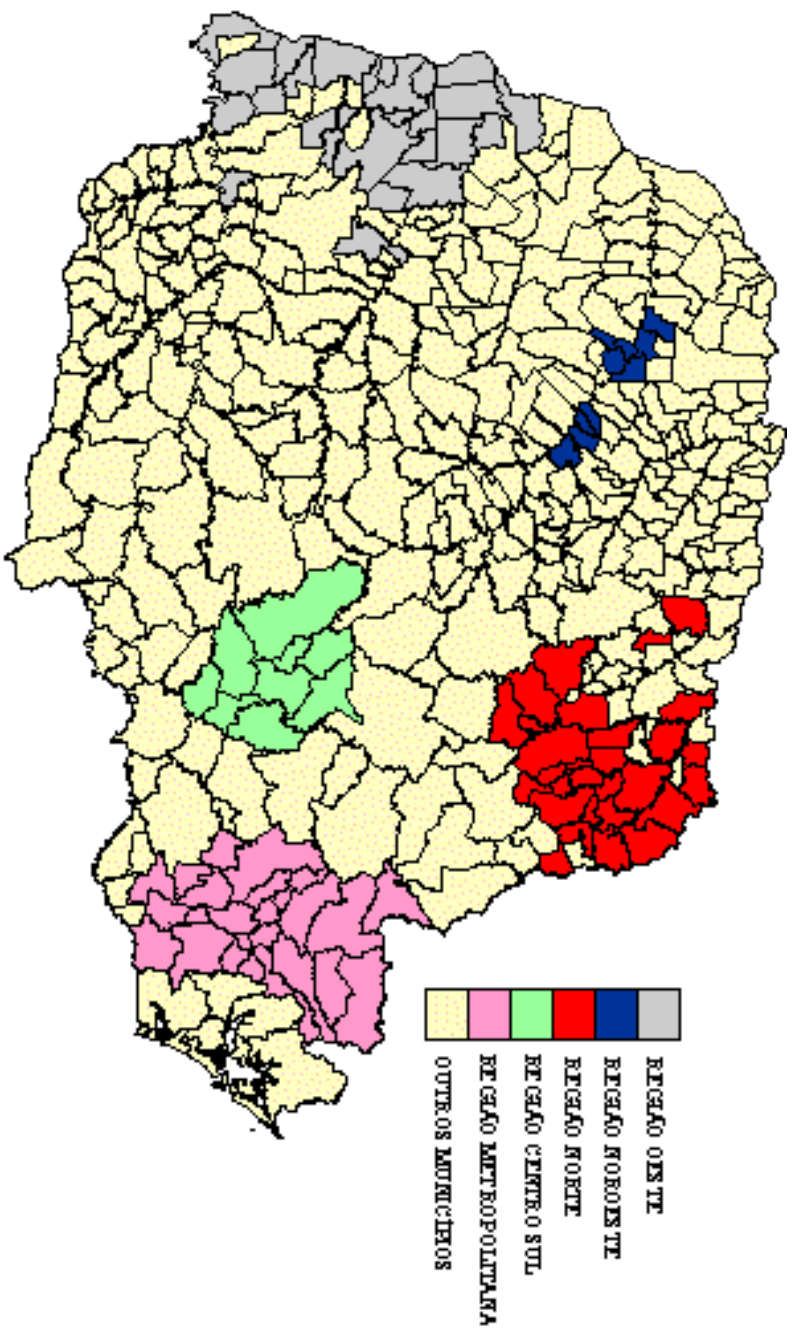 REGIÃO OESTE
REGIÃO NOROESTE
REGIÃO NORTE
REGIÃO CENTRO SUL
REGIÃO METROPOLITANA
OUTROS MUNICÍPIOS